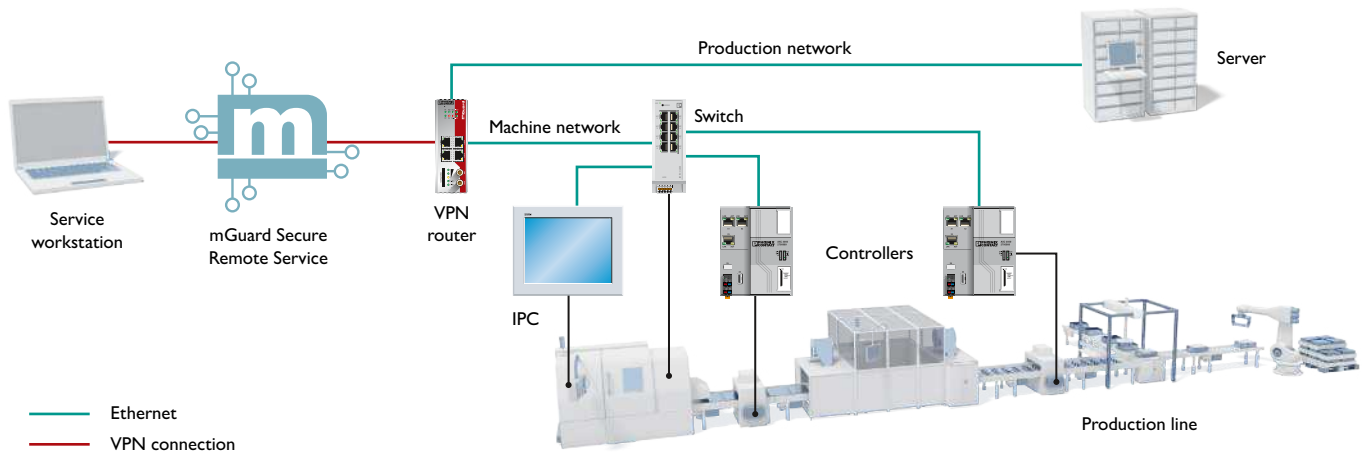 Production network
Server
Machine network
Switch
m
Service
workstation
mGuard Secure
Remote Service
VPN
router
Controllers
IPC
Ethernet
VPN connection
Production line